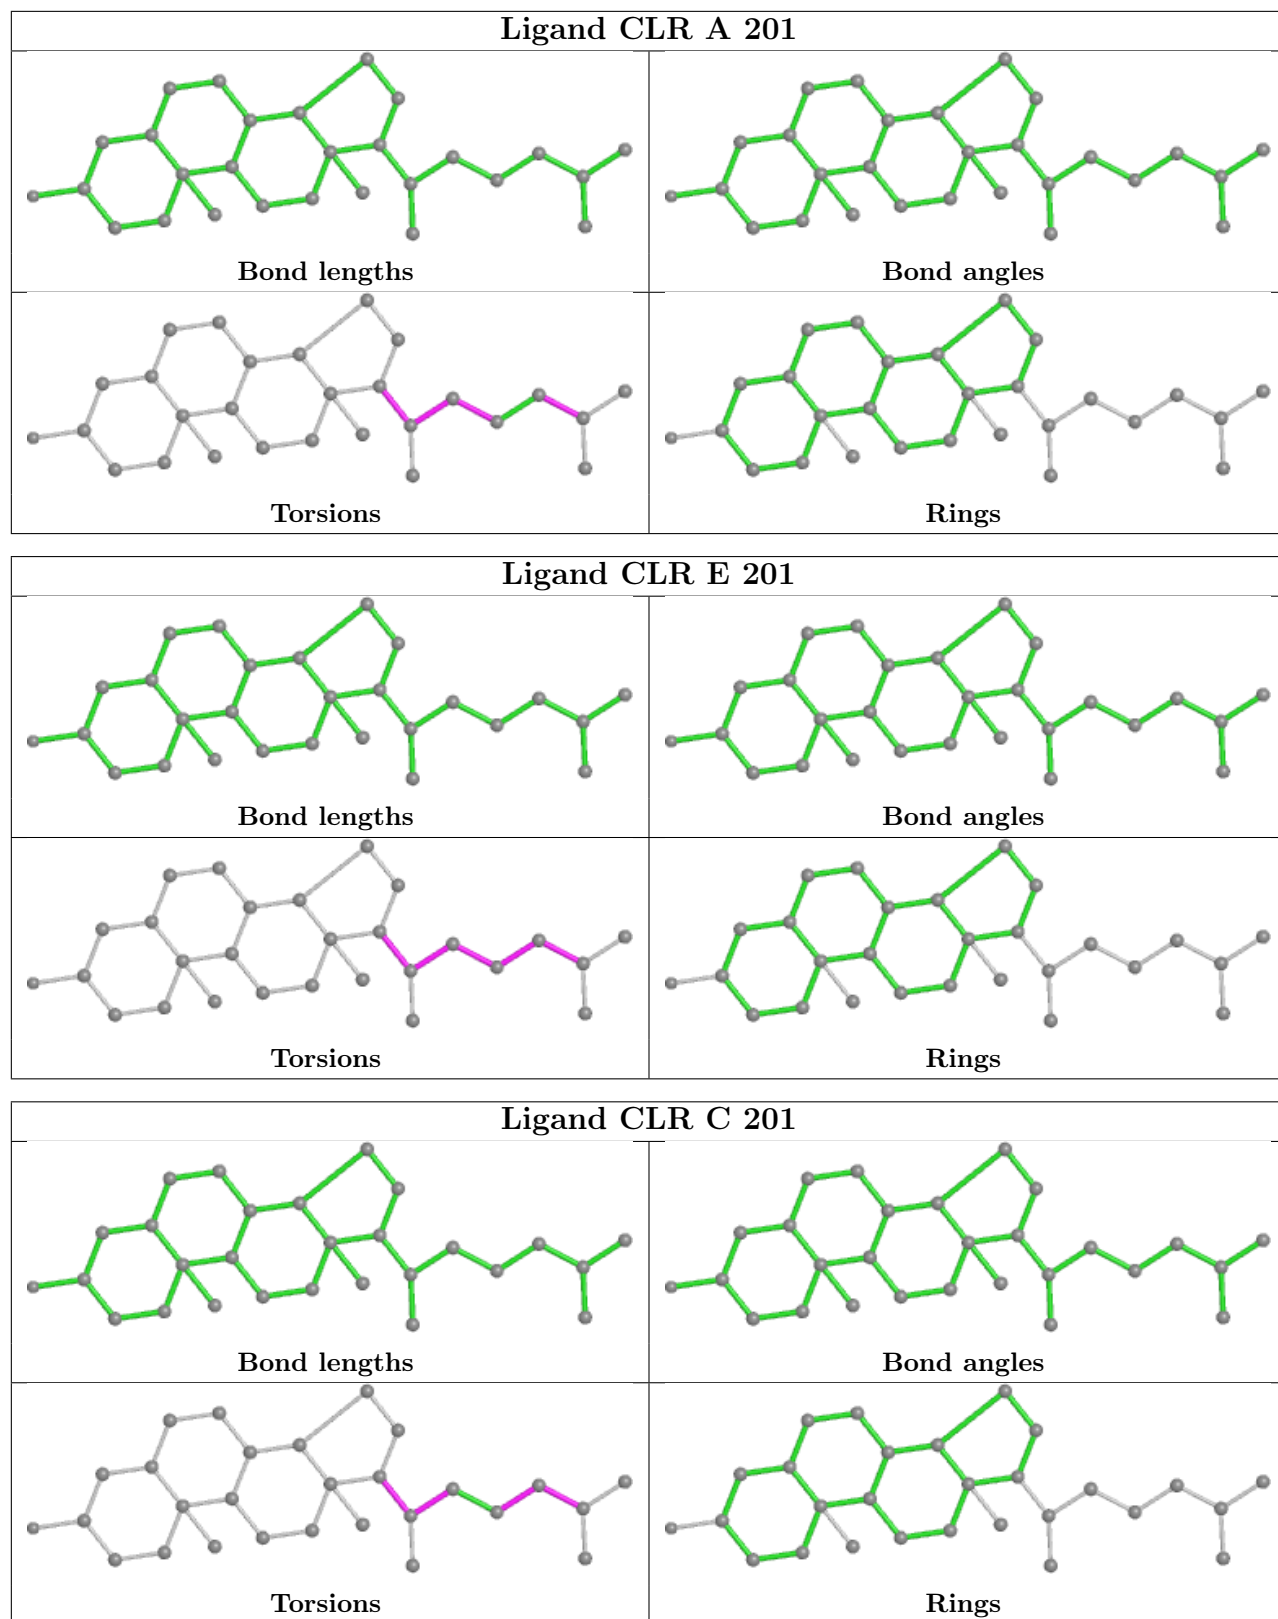 Ligand CLR A 201
Bond lengths
Bond angles
Torsions
Rings
Ligand CLR E 201
Bond lengths
Bond angles
Torsions
Rings
Ligand CLR C 201
Bond lengths
Bond angles
Torsions
Rings